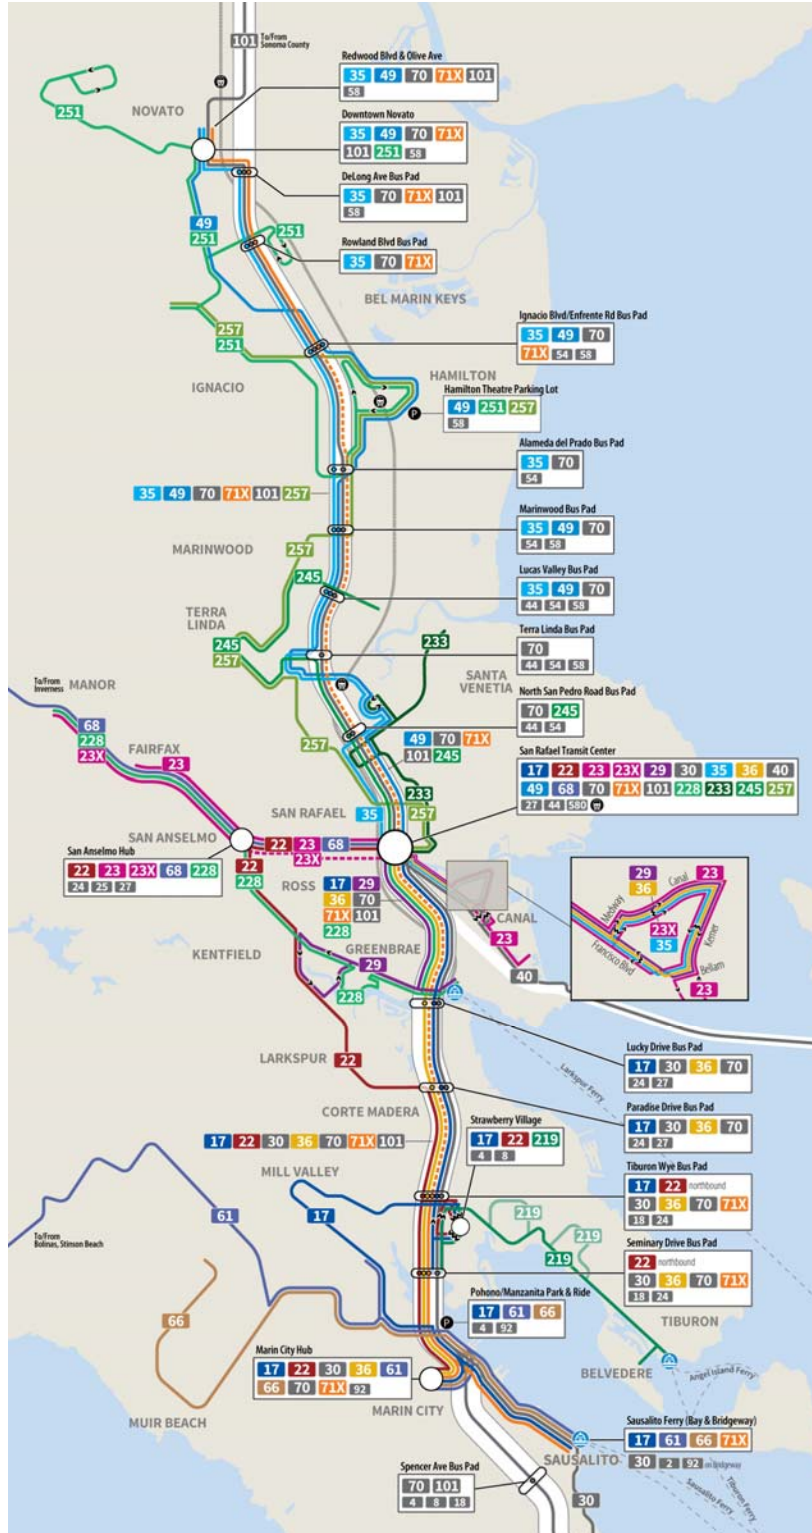 101
To/From
Sonoma County
Redwood Blvd & Olive Ave
35 49 70 71X 101
58
251
NOVATO
Downtown Novato
35 49 70 71X
101 251 58
DeLong Ave Bus Pad
35 70 71X 101
58
49
251
251
Rowland Blvd Bus Pad
35 70 71X
BEL MARIN KEYS
Ignacio Blvd/Enfrente Rd Bus Pad
35 49 70
71X 54 58
257
251
IGNACIO
HAMILTON
Hamilton Theatre Parking Lot
49 251 257
58
P
Alameda del Prado Bus Pad
35 70
54
35 49 70 71X 101 257
Marinwood Bus Pad
35 49 70
54 58
MARINWOOD
257
245
Lucas Valley Bus Pad
35 49 70
44 54 58
TERRA
LINDA
245
257
Terra Linda Bus Pad
70
44 54 58
233
SANTA
VENETIA
To/From
Inverness
MANOR
North San Pedro Road Bus Pad
70 245
44 54
68
228
23X
FAIRFAX
23
257
49 70 71X
101 245
San Rafael Transit Center
17 22 23 23X 29 30 35 36 40
49 68 70 71X 101 228 233 245 257
27 44 580
233
SAN RAFAEL
35
257
SAN ANSELMO
22 23 68
23X
San Anselmo Hub
22 23 23X 68 228
24 25 27
22
228
ROSS
17 29
36 70
71X 101
228
CANAL
23
40
29
36
Canal
23
Medway
23X
35
Kerner
Francisco Blvd
Bellam
23
KENTFIELD
GREENBRAE
29
228
Lucky Drive Bus Pad
17 30 36 70
24 27
LARKSPUR
22
Larkspur Ferry
Paradise Drive Bus Pad
17 30 36 70
24 27
CORTE MADERA
17 22 30 36 70 71X 101
Strawberry Village
17 22 219
4 8
Tiburon Wye Bus Pad
17 22 northbound
30 36 70 71X
18 24
MILL VALLEY
61
17
219
219
219
To/From
Bolinas, Stinson Beach
Seminary Drive Bus Pad
22 northbound
30 36 70 71X
18 24
66
Pohono/Manzanita Park & Ride
17 61 66
4 92
P
TIBURON
Marin City Hub
17 22 30 36 61
66 70 71X 92
BELVEDERE
Angel Island Ferry
MUIR BEACH
MARIN CITY
Sausalito Ferry (Bay & Bridgeway)
17 61 66 71X
30 2 92 on Bridgeway
SAUSALITO
Spencer Ave Bus Pad
70 101
4 8 18
30
Sausalito Ferry
Tiburon Ferry